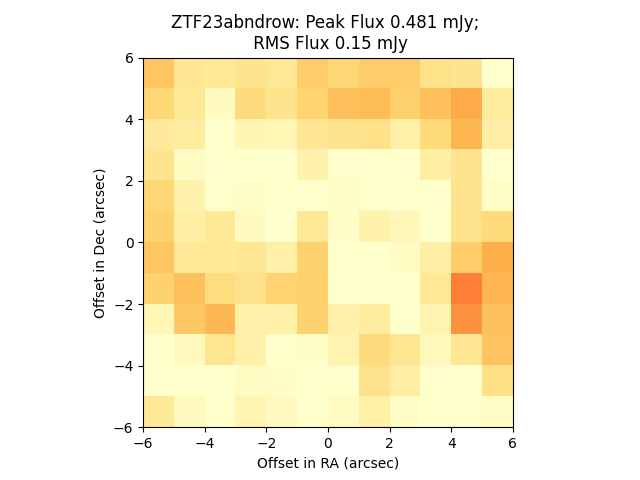 ZTF23abndrow: Peak Flux 0.481 mJy;
RMS Flux 0.15 mJy
6
4
2
0
−2
−4
−6
Offset in Dec (arcsec)
−6 −4 −2 0 2 4 6
Offset in RA (arcsec)